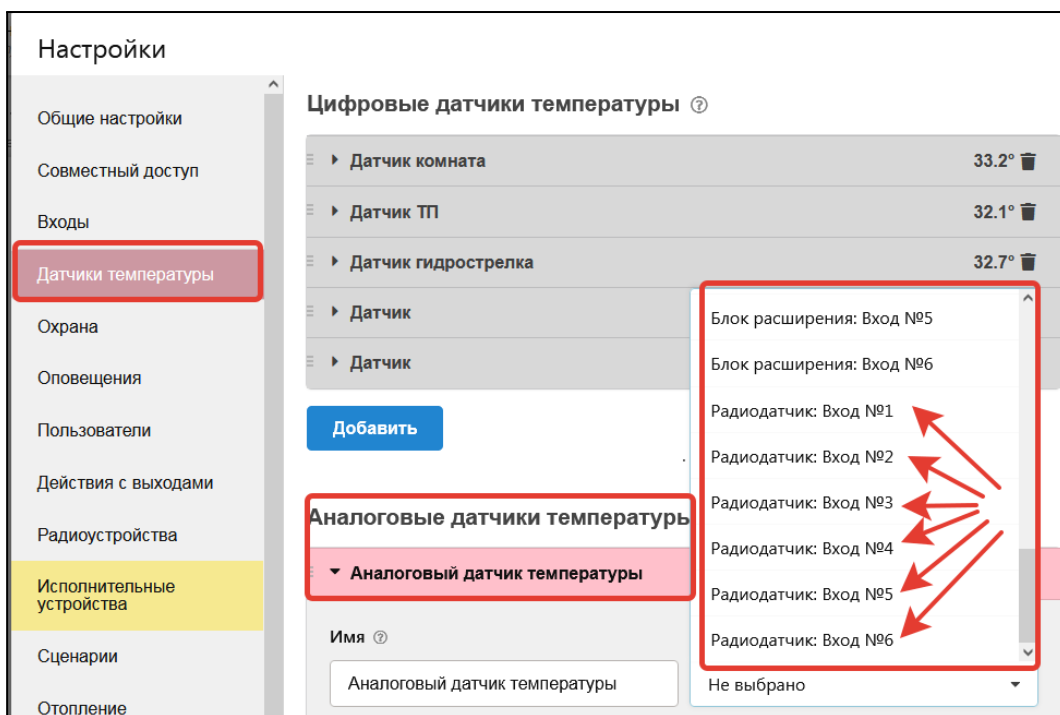 Настройки
Общие настройки
Совместный доступ
Входы
Датчики температуры
Охрана
Оповещения
Пользователи
Действия с выходами
Радиоустройства
Исполнительные
устройства
Сценарии
Отопление
Цифровые датчики температуры ?
Датчик комната 33.2°
Датчик ТП 32.1°
Датчик гидрострелка 32.7°
Датчик
Датчик
Добавить
Аналоговые датчики температуры
Аналоговый датчик температуры
Имя ?
Аналоговый датчик температуры
Блок расширения: Вход №5
Блок расширения: Вход №6
Радиодатчик: Вход №1
Радиодатчик: Вход №2
Радиодатчик: Вход №3
Радиодатчик: Вход №4
Радиодатчик: Вход №5
Радиодатчик: Вход №6
Не выбрано